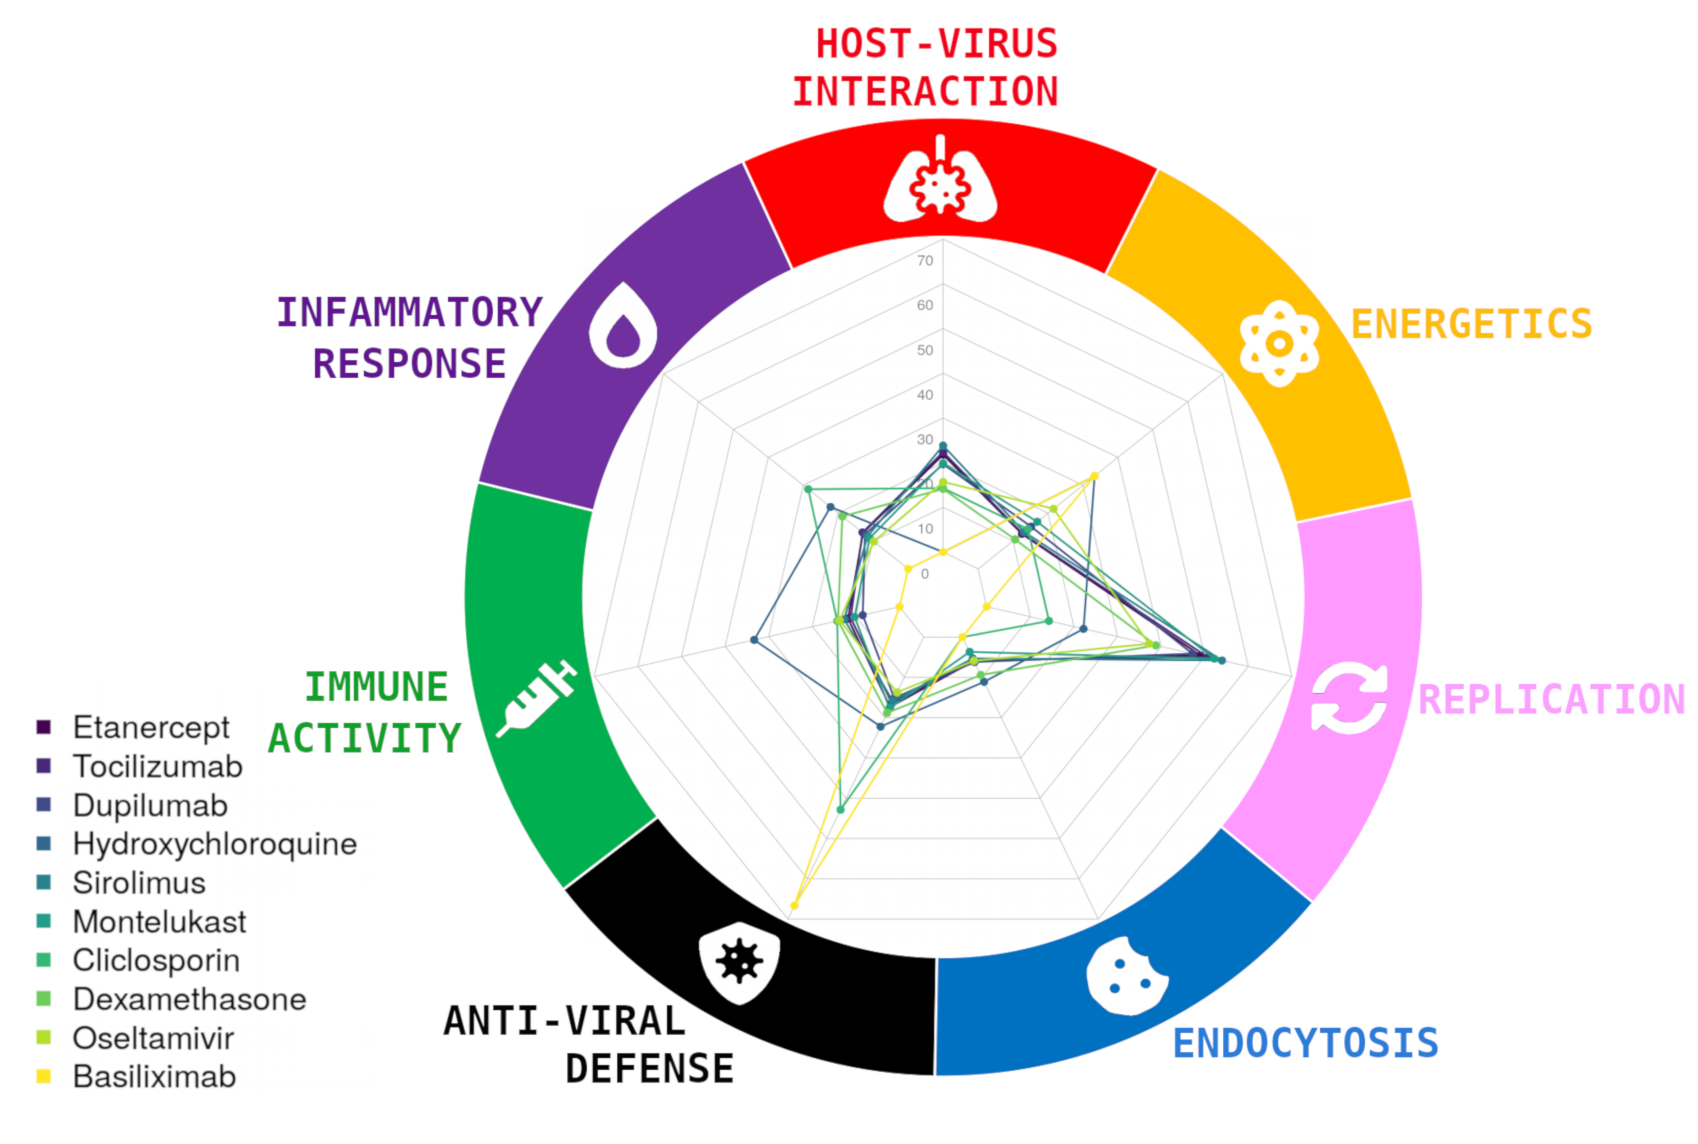 HOST-VIRUS
INTERACTION
INFAMMATORY
RESPONSE
ENERGETICS
70
60
50
40
30
10
0
IMMUNE
ACTIVITY
REPLICATION
Etanercept
Tocilizumab
Dupilumab
Hydroxychloroquine
Sirolimus
Montelukast
Cliclosporin
Dexamethasone
Oseltamivir
Basiliximab
ANTI-VIRAL
DEFENSE
ENDOCYTOSIS